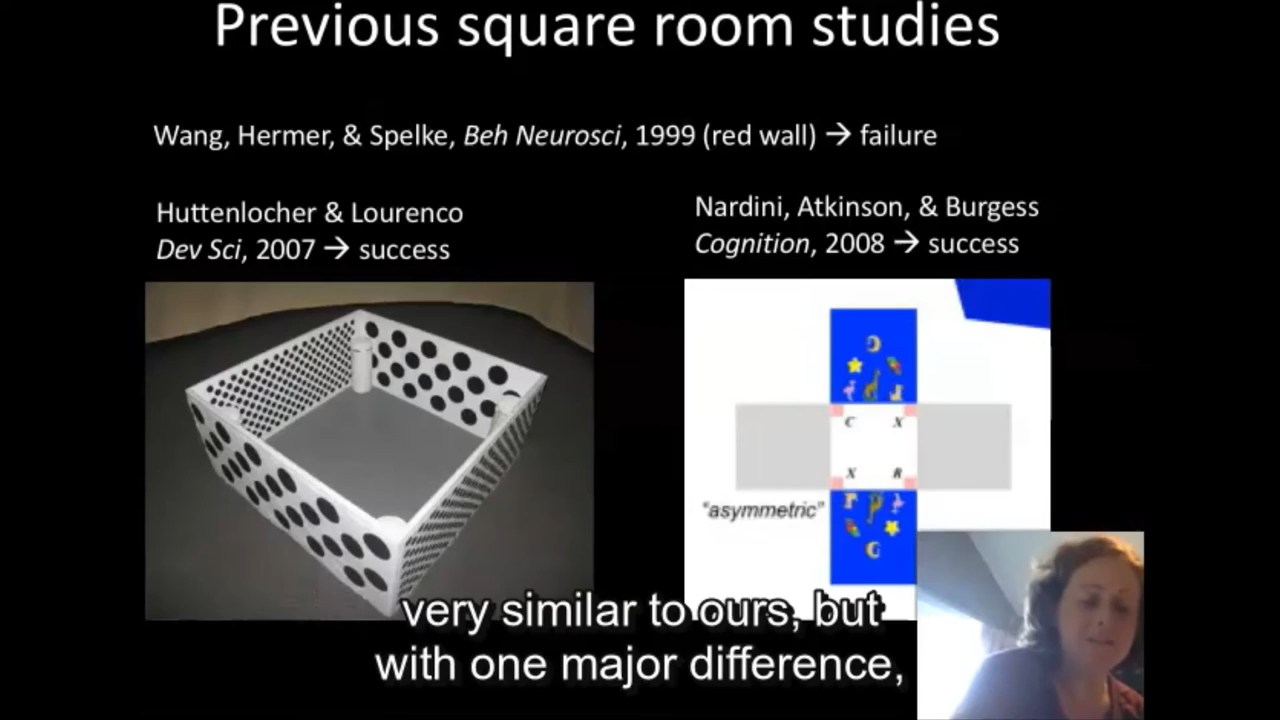 Previous square room studies
Wang, Hermer, & Spelke, Beh Neurosci, 1999 (red wall) → failure
Huttenlocher & Lourenco
Dev Sci, 2007 → success
Nardini, Atkinson, & Burgess
Cognition, 2008 → success
C X
X R
"asymmetric"
very similar to ours, but
with one major difference,